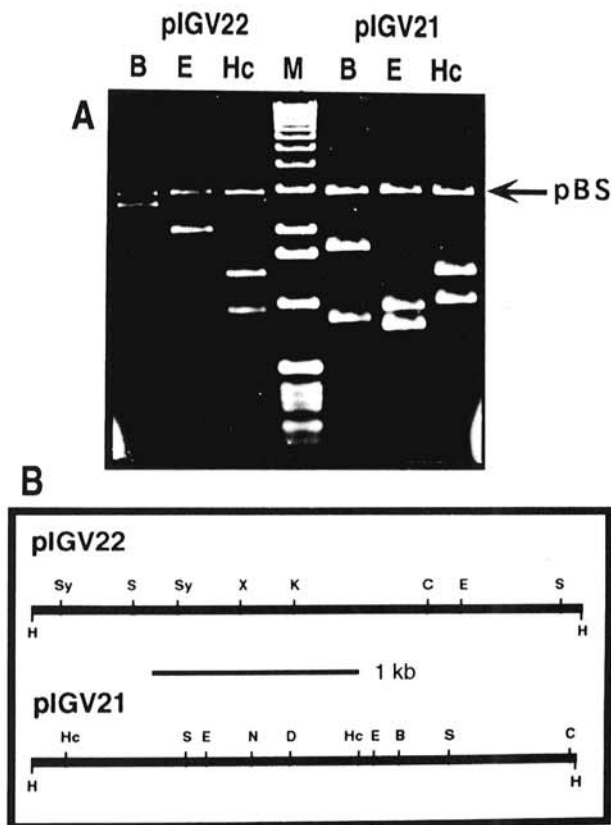 pIGV22 pIGV21
B E Hc M B E Hc
A
pBS
B
pIGV22
Sy S Sy X K C E S
H H
1 kb
pIGV21
Hc S E N D Hc E B S C
H H